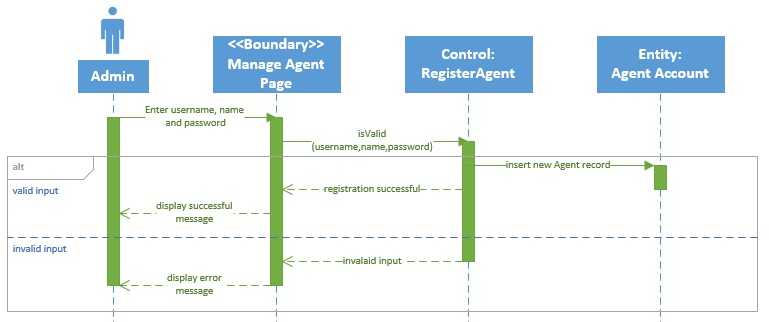 Admin
<<Boundary>>
Manage Agent
Page
Control:
RegisterAgent
Entity:
Agent Account
Enter username, name
and password
isValid
(username,name,password)
alt
insert new Agent record
valid input
registration successful
display successful
message
invalid input
invalaid input
display error
message